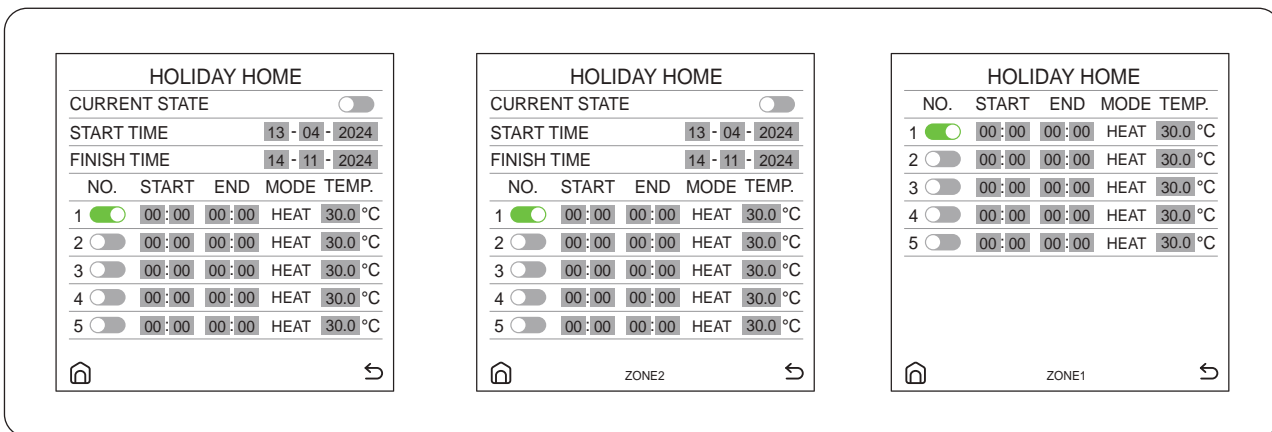 HOLIDAY HOME
CURRENT STATE
START TIME 13 - 04 - 2024
FINISH TIME 14 - 11 - 2024
NO. START END MODE TEMP.
1 00:00 00:00 HEAT 30.0 °C
2 00:00 00:00 HEAT 30.0 °C
3 00:00 00:00 HEAT 30.0 °C
4 00:00 00:00 HEAT 30.0 °C
5 00:00 00:00 HEAT 30.0 °C
HOLIDAY HOME
CURRENT STATE
START TIME 13 - 04 - 2024
FINISH TIME 14 - 11 - 2024
NO. START END MODE TEMP.
1 00:00 00:00 HEAT 30.0 °C
2 00:00 00:00 HEAT 30.0 °C
3 00:00 00:00 HEAT 30.0 °C
4 00:00 00:00 HEAT 30.0 °C
5 00:00 00:00 HEAT 30.0 °C
ZONE2
HOLIDAY HOME
NO. START END MODE TEMP.
1 00:00 00:00 HEAT 30.0 °C
2 00:00 00:00 HEAT 30.0 °C
3 00:00 00:00 HEAT 30.0 °C
4 00:00 00:00 HEAT 30.0 °C
5 00:00 00:00 HEAT 30.0 °C
ZONE1